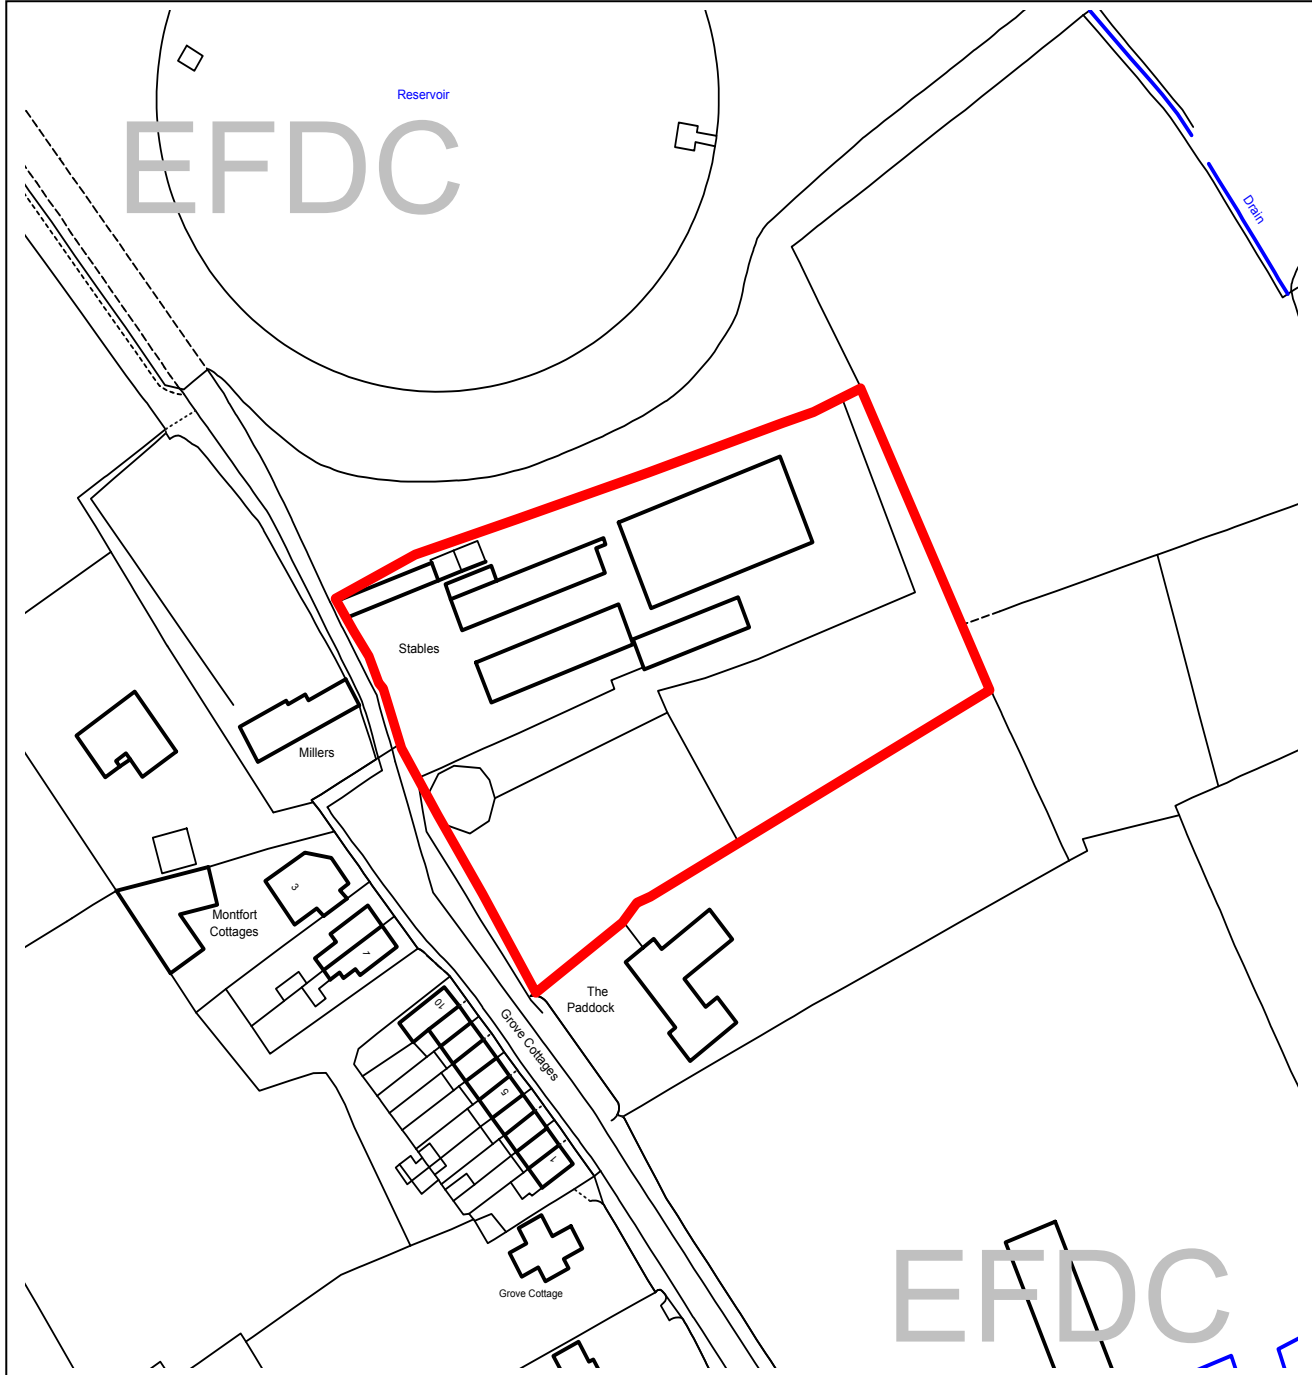 Reservoir
EFDC
Drain
Stables
Millers
3
Montfort
Cottages
7
The
Paddock
10
Grove Cottages
5
1
Grove Cottage
EFDC